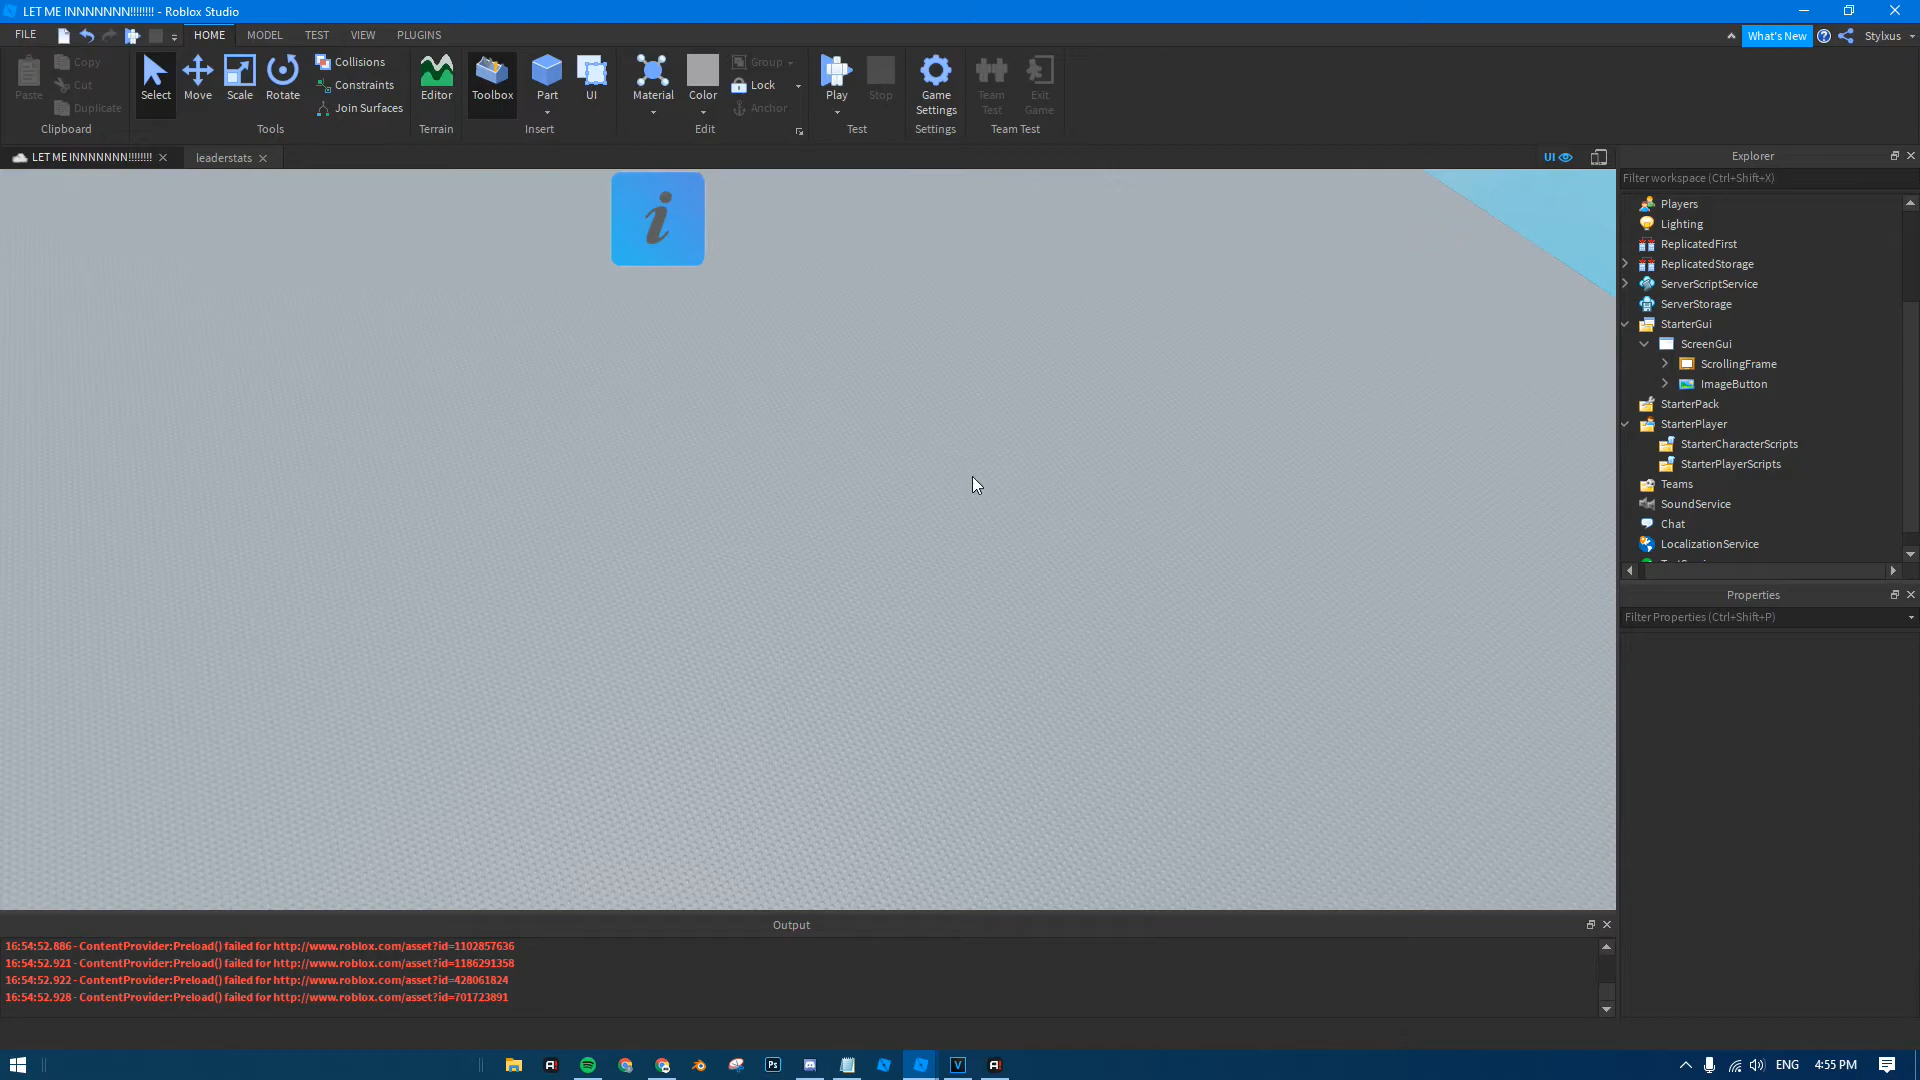 LET ME INNNNNNN!!!!!!!! - Roblox Studio
FILE HOME MODEL TEST VIEW PLUGINS What's New Stylxus
Paste Copy Cut Duplicate Clipboard
Select Move Scale Rotate Collisions Constraints Join Surfaces Tools
Editor Terrain
Toolbox Part UI Insert
Material Color Group Lock Anchor Edit
Play Stop Test
Game Settings Settings
Team Test Exit Game Team Test
LET ME INNNNNNN!!!!!!!! leaderstats UI
i
Explorer
Filter workspace (Ctrl+Shift+X)
Players
Lighting
ReplicatedFirst
ReplicatedStorage
ServerScriptService
ServerStorage
StarterGui
ScreenGui
ScrollingFrame
ImageButton
StarterPack
StarterPlayer
StarterCharacterScripts
StarterPlayerScripts
Teams
SoundService
Chat
LocalizationService
Properties
Filter Properties (Ctrl+Shift+P)
Output
16:54:52.886 - ContentProvider:Preload() failed for http://www.roblox.com/asset?id=1102857636
16:54:52.921 - ContentProvider:Preload() failed for http://www.roblox.com/asset?id=1186291358
16:54:52.922 - ContentProvider:Preload() failed for http://www.roblox.com/asset?id=428061824
16:54:52.928 - ContentProvider:Preload() failed for http://www.roblox.com/asset?id=701723891
A! Ps V A! ENG 4:55 PM